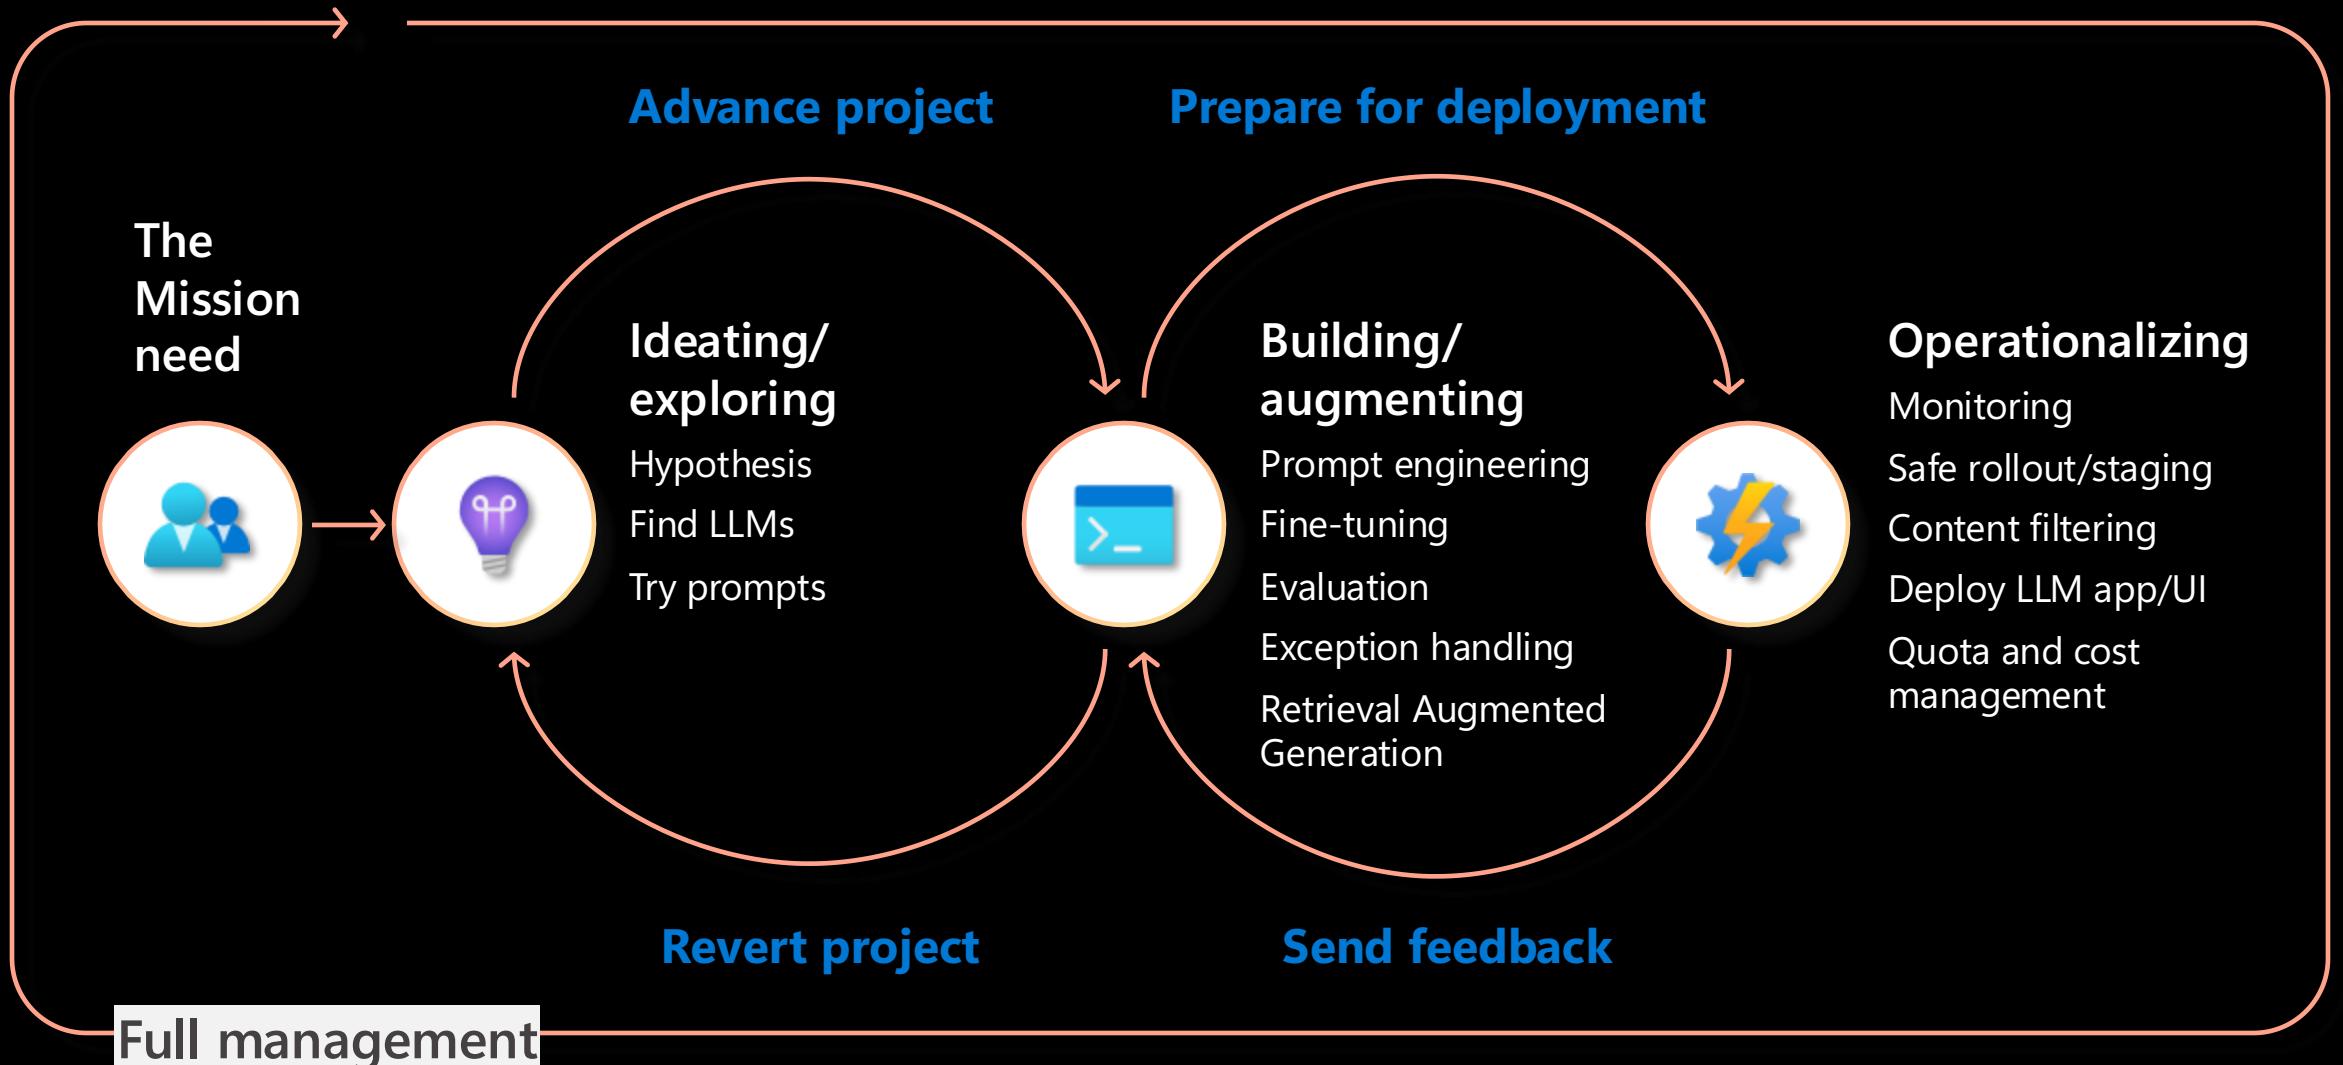 Advance project
Prepare for deployment
The
Mission
need
Ideating/
exploring
Hypothesis
Find LLMs
Try prompts
Building/
augmenting
Prompt engineering
Fine-tuning
Evaluation
Exception handling
Retrieval Augmented
Generation
Operationalizing
Monitoring
Safe rollout/staging
Content filtering
Deploy LLM app/UI
Quota and cost
management
Revert project
Send feedback
Full management